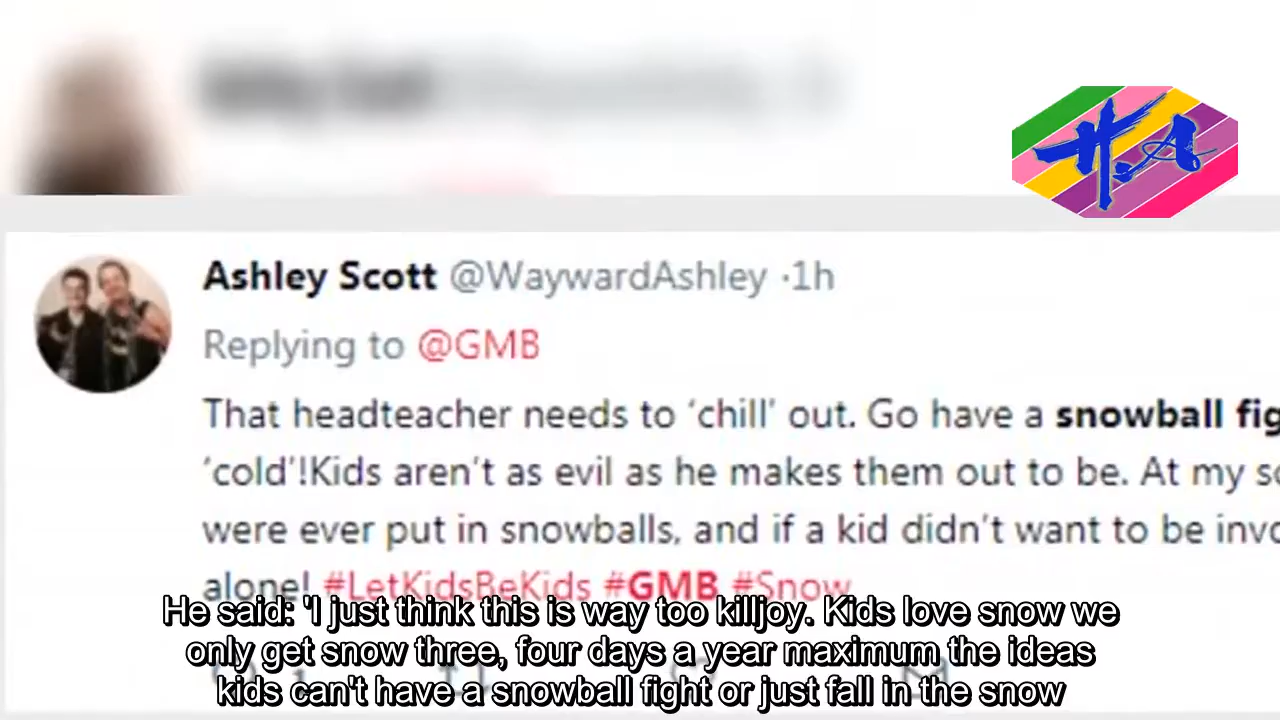 H.A
Ashley Scott @WaywardAshley ·1h
Replying to @GMB
That headteacher needs to ‘chill’ out. Go have a snowball fig
‘cold’!Kids aren’t as evil as he makes them out to be. At my sc
were ever put in snowballs, and if a kid didn’t want to be invo
alone! #LetKidsBeKids #GMB #Snow
He said: 'I just think this is way too killjoy. Kids love snow we
only get snow three, four days a year maximum the ideas
kids can't have a snowball fight or just fall in the snow